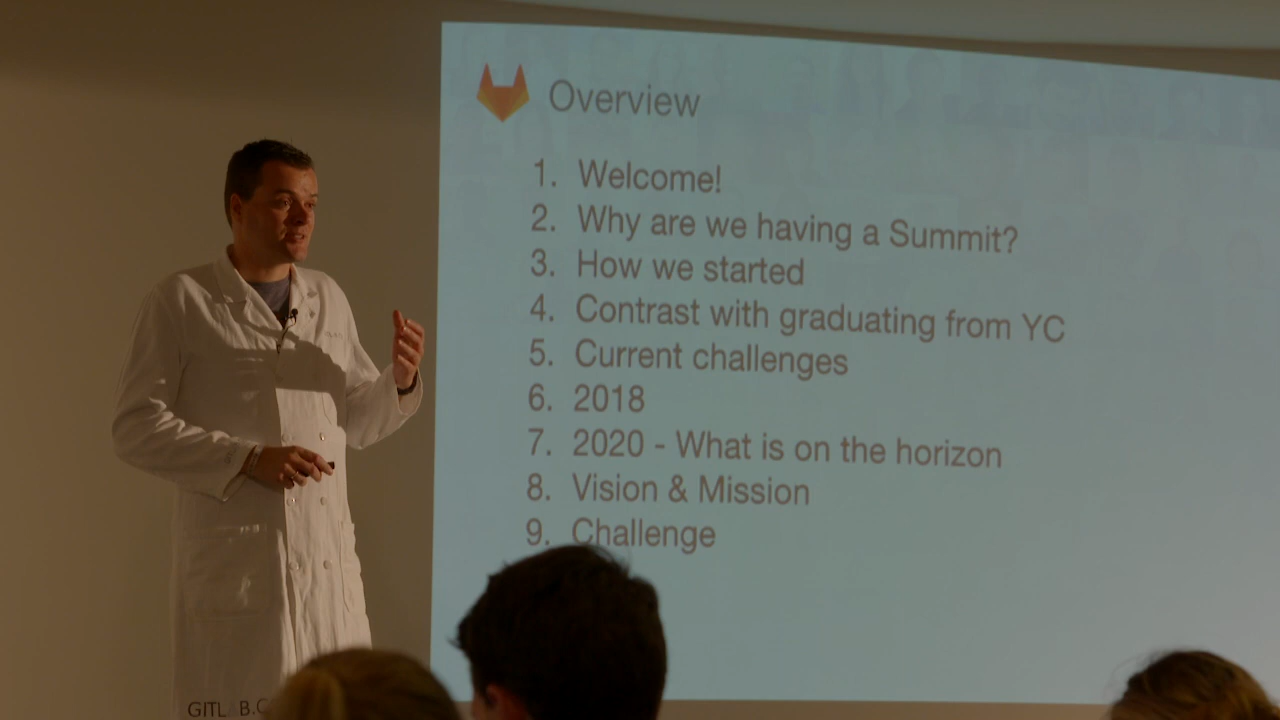 Overview
1. Welcome!
2. Why are we having a Summit?
3. How we started
4. Contrast with graduating from YC
5. Current challenges
6. 2018
7. 2020 - What is on the horizon
8. Vision & Mission
9. Challenge